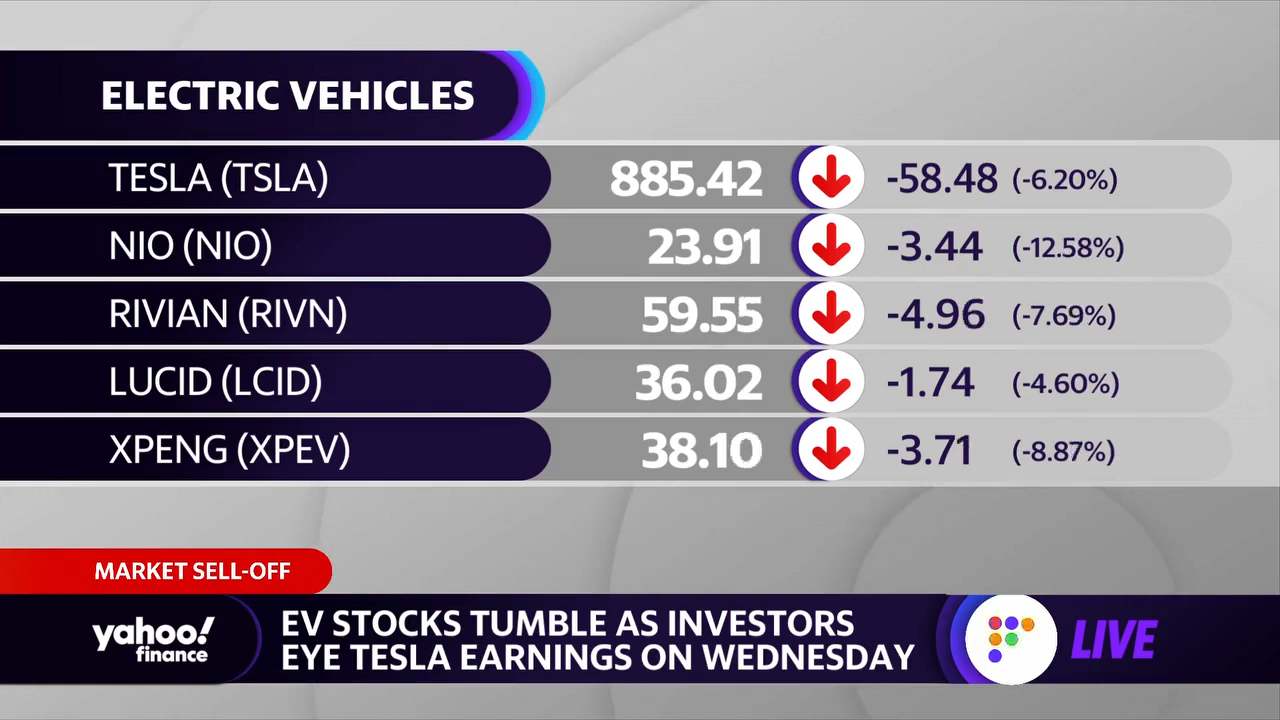 ELECTRIC VEHICLES
TESLA (TSLA) 885.42 -58.48 (-6.20%)
NIO (NIO) 23.91 -3.44 (-12.58%)
RIVIAN (RIVN) 59.55 -4.96 (-7.69%)
LUCID (LCID) 36.02 -1.74 (-4.60%)
XPENG (XPEV) 38.10 -3.71 (-8.87%)
MARKET SELL-OFF
yahoo!
finance
EV STOCKS TUMBLE AS INVESTORS
EYE TESLA EARNINGS ON WEDNESDAY
LIVE